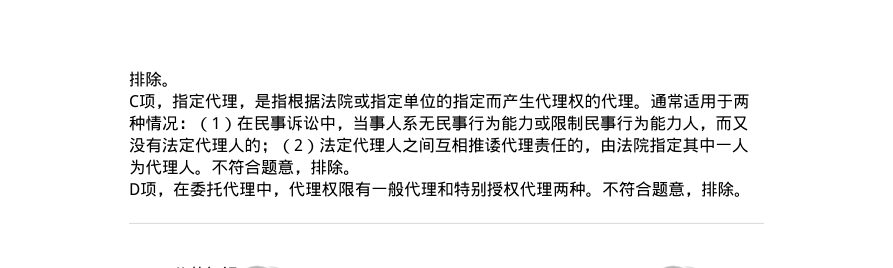 排除。
C项，指定代理，是指根据法院或指定单位的指定而产生代理权的代理。通常适用于两
种情况：（1）在民事诉讼中，当事人系无民事行为能力或限制民事行为能力人，而又
没有法定代理人的；（2）法定代理人之间互相推诿代理责任的，由法院指定其中一人
为代理人。不符合题意，排除。
D项，在委托代理中，代理权限有一般代理和特别授权代理两种。不符合题意，排除。